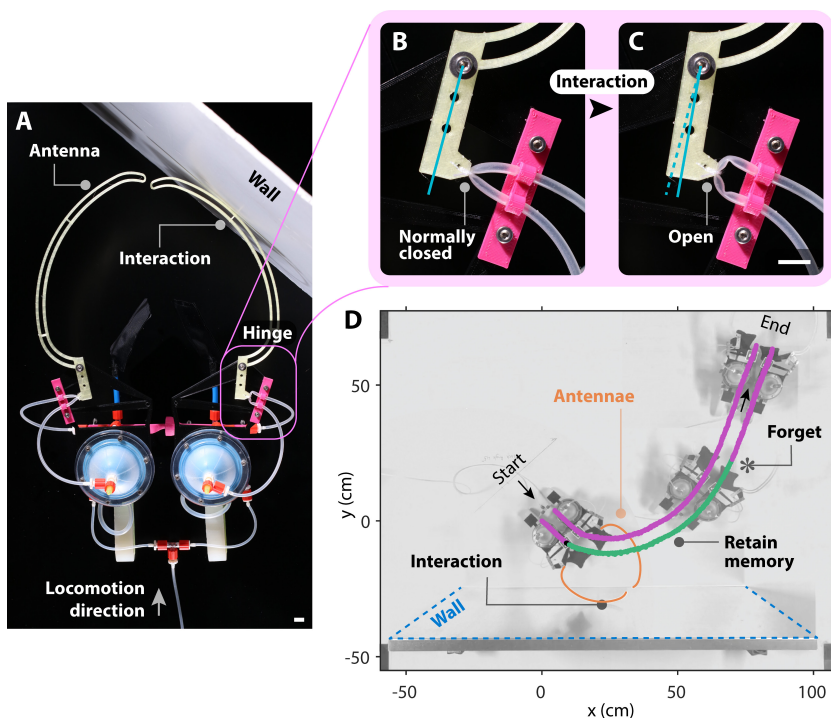 A
Antenna
Wall
Interaction
Hinge
Locomotion
direction
B
Normally
closed
Interaction
C
Open
D
End
Antennae
Forget
Start
Interaction
Retain
memory
Wall
50
0
-50
y (cm)
-50
0
50
100
x (cm)